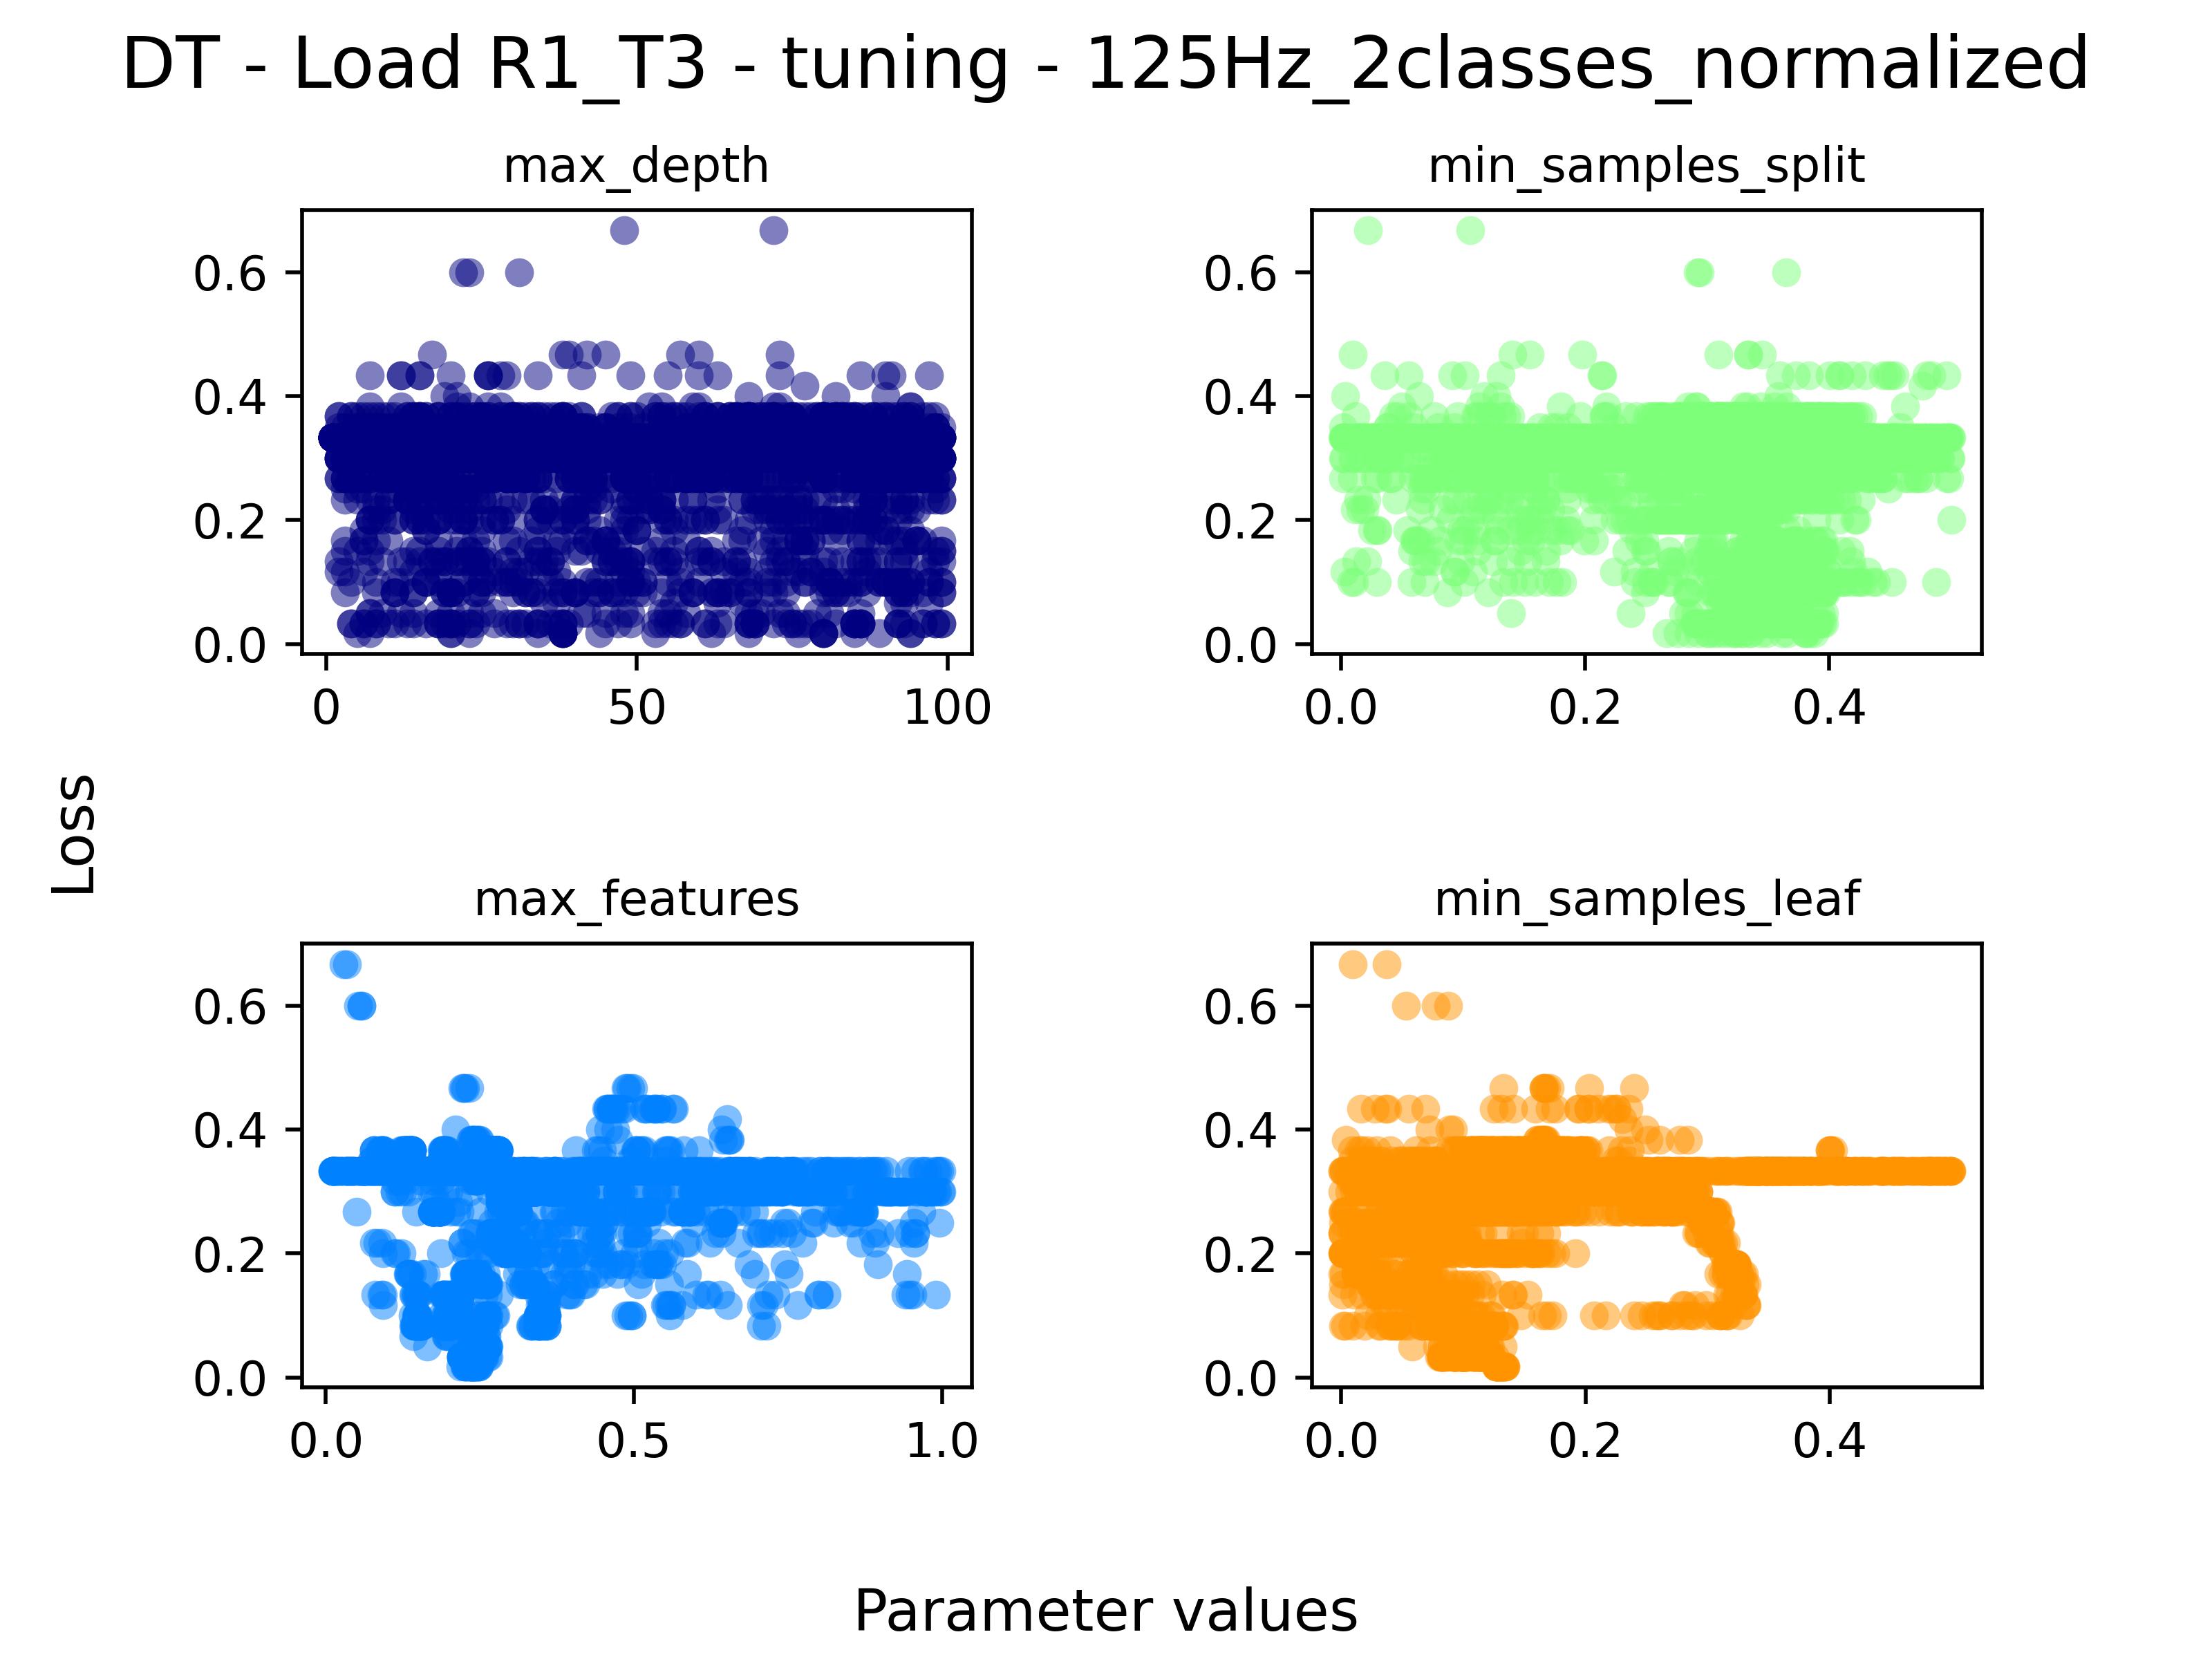 DT - Load R1_T3 - tuning - 125Hz_2classes_normalized
max_depth
0.6
0.4
0.2
0.0
0 50 100
min_samples_split
0.6
0.4
0.2
0.0
0.0 0.2 0.4
Loss
max_features
0.6
0.4
0.2
0.0
0.0 0.5 1.0
min_samples_leaf
0.6
0.4
0.2
0.0
0.0 0.2 0.4
Parameter values